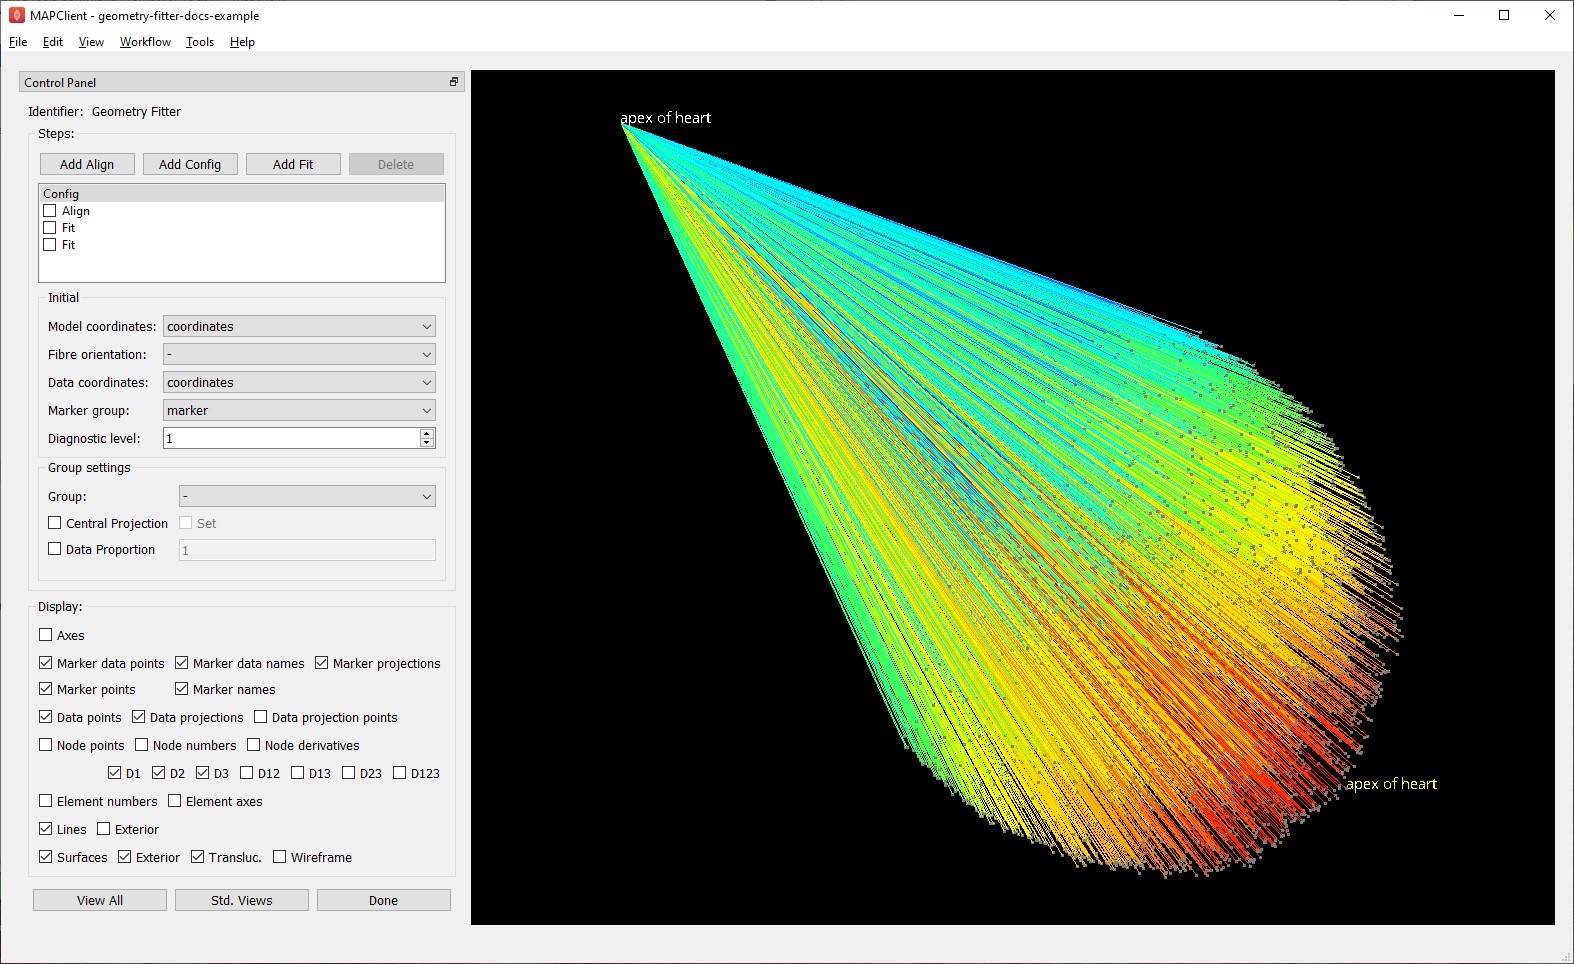 MAPClient - geometry-fitter-docs-example
File Edit View Workflow Tools Help
Control Panel
Identifier: Geometry Fitter
Steps:
Add Align Add Config Add Fit Delete
Config
Align
Fit
Fit
Initial
Model coordinates: coordinates
Fibre orientation: -
Data coordinates: coordinates
Marker group: marker
Diagnostic level: 1
Group settings
Group: -
Central Projection Set
Data Proportion 1
Display:
Axes
Marker data points Marker data names Marker projections
Marker points Marker names
Data points Data projections Data projection points
Node points Node numbers Node derivatives
D1 D2 D3 D12 D13 D23 D123
Element numbers Element axes
Lines Exterior
Surfaces Exterior Transluc. Wireframe
View All Std. Views Done
apex of heart
apex of heart